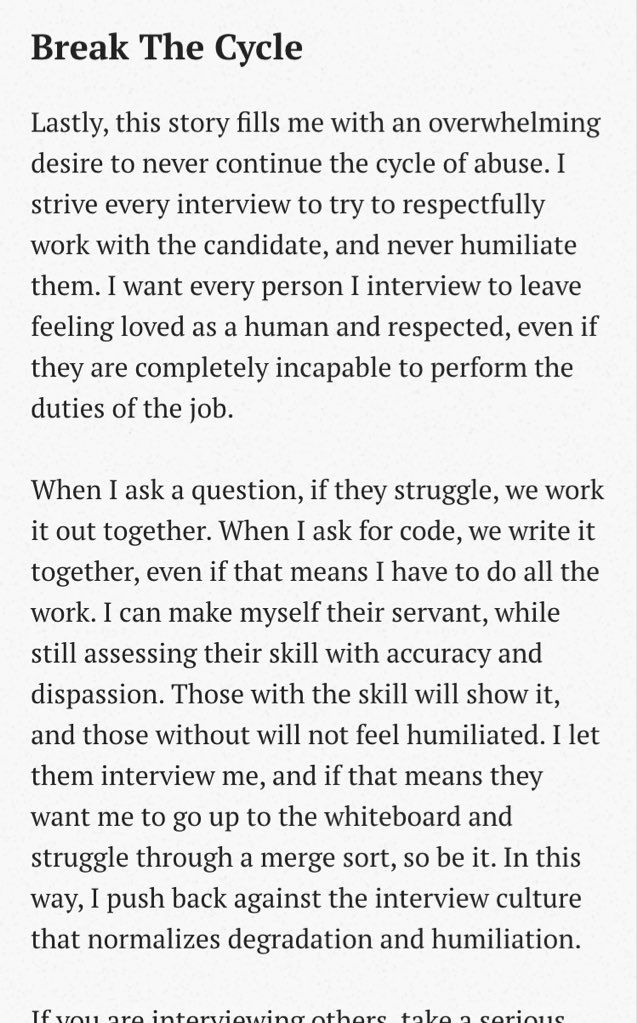 Break The Cycle
Lastly, this story fills me with an overwhelming
desire to never continue the cycle of abuse. I
strive every interview to try to respectfully
work with the candidate, and never humiliate
them. I want every person I interview to leave
feeling loved as a human and respected, even if
they are completely incapable to perform the
duties of the job.
When I ask a question, if they struggle, we work
it out together. When I ask for code, we write it
together, even if that means I have to do all the
work. I can make myself their servant, while
still assessing their skill with accuracy and
dispassion. Those with the skill will show it,
and those without will not feel humiliated. I let
them interview me, and if that means they
want me to go up to the whiteboard and
struggle through a merge sort, so be it. In this
way, I push back against the interview culture
that normalizes degradation and humiliation.
If you are interviewing others, take a serious